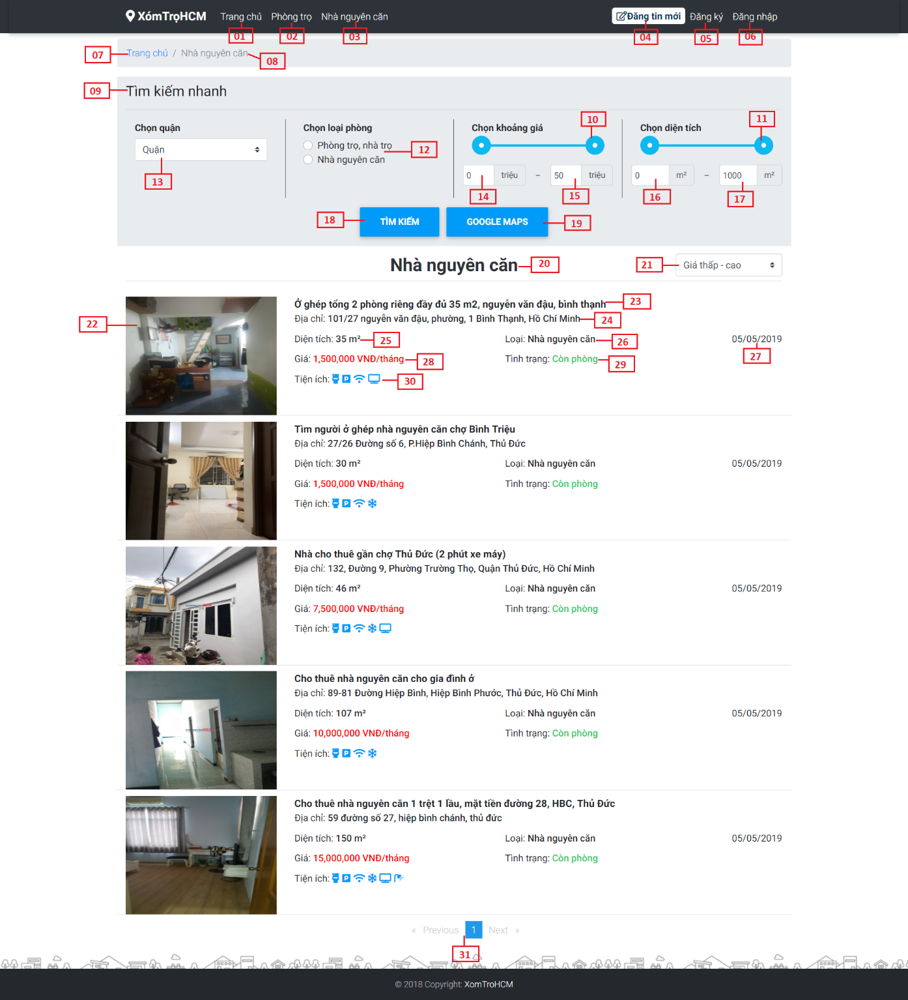 XómTrọHCM Trang chủ Phòng trọ Nhà nguyên căn Đăng tin mới Đăng ký Đăng nhập
01 02 03 04 05 06
07 Trang chủ / Nhà nguyên căn 08
09 Tìm kiếm nhanh
Chọn quận Chọn loại phòng Chọn khoảng giá 10 Chọn diện tích 11
Quận Phòng trọ, nhà trọ 12
Nhà nguyên căn
13 0 triệu – 50 triệu 0 m² – 1000 m²
14 15 16 17
18 TÌM KIẾM GOOGLE MAPS 19
Nhà nguyên căn 20 21 Giá thấp - cao
22
Ở ghép tổng 2 phòng riêng đầy đủ 35 m2, nguyễn văn đậu, bình thạnh 23
Địa chỉ: 101/27 nguyễn văn đậu, phường, 1 Bình Thạnh, Hồ Chí Minh 24
Diện tích: 35 m² 25 Loại: Nhà nguyên căn 26 05/05/2019 27
Giá: 1,500,000 VNĐ/tháng 28 Tình trạng: Còn phòng 29
Tiện ích: P 30
Tìm người ở ghép nhà nguyên căn chợ Bình Triệu
Địa chỉ: 27/26 Đường số 6, P.Hiệp Bình Chánh, Thủ Đức
Diện tích: 30 m² Loại: Nhà nguyên căn 05/05/2019
Giá: 1,500,000 VNĐ/tháng Tình trạng: Còn phòng
Tiện ích: P
Nhà cho thuê gần chợ Thủ Đức (2 phút xe máy)
Địa chỉ: 132, Đường 9, Phường Trường Thọ, Quận Thủ Đức, Hồ Chí Minh
Diện tích: 46 m² Loại: Nhà nguyên căn 05/05/2019
Giá: 7,500,000 VNĐ/tháng Tình trạng: Còn phòng
Tiện ích: P
Cho thuê nhà nguyên căn cho gia đình ở
Địa chỉ: 89-81 Đường Hiệp Bình, Hiệp Bình Phước, Thủ Đức, Hồ Chí Minh
Diện tích: 107 m² Loại: Nhà nguyên căn 05/05/2019
Giá: 10,000,000 VNĐ/tháng Tình trạng: Còn phòng
Tiện ích: P
Cho thuê nhà nguyên căn 1 trệt 1 lầu, mặt tiền đường 28, HBC, Thủ Đức
Địa chỉ: 59 đường số 27, hiệp bình chánh, thủ đức
Diện tích: 150 m² Loại: Nhà nguyên căn 05/05/2019
Giá: 15,000,000 VNĐ/tháng Tình trạng: Còn phòng
Tiện ích: P
« Previous 1 Next »
31
© 2018 Copyright: XomTroHCM